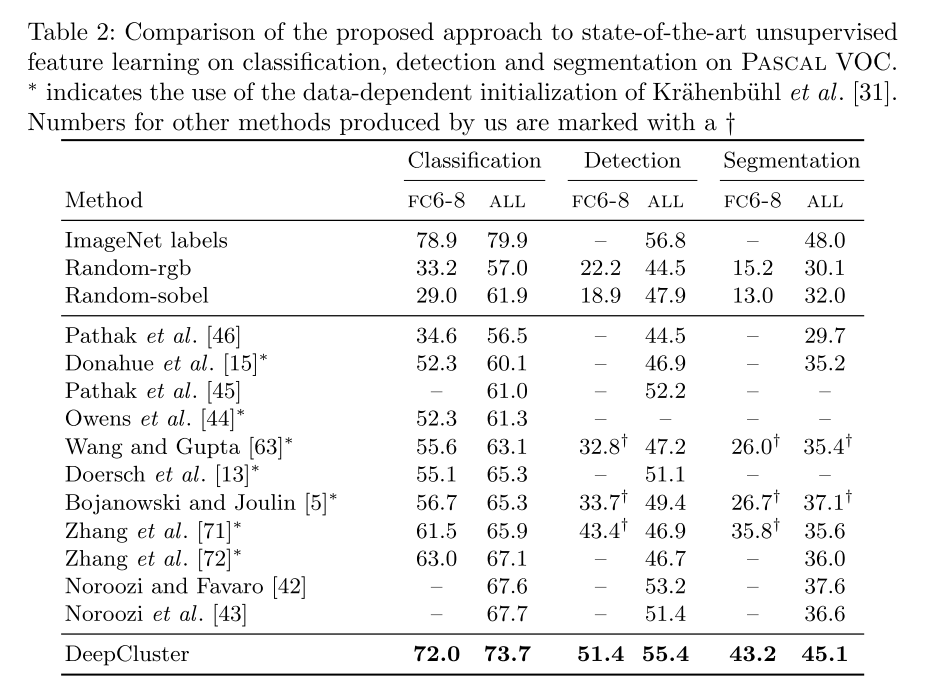 Table 2: Comparison of the proposed approach to state-of-the-art unsupervised
feature learning on classification, detection and segmentation on PASCAL VOC.
* indicates the use of the data-dependent initialization of Krähenbühl et al. [31].
Numbers for other methods produced by us are marked with a †
Classification Detection Segmentation
Method FC6-8 ALL FC6-8 ALL FC6-8 ALL
ImageNet labels 78.9 79.9 – 56.8 – 48.0
Random-rgb 33.2 57.0 22.2 44.5 15.2 30.1
Random-sobel 29.0 61.9 18.9 47.9 13.0 32.0
Pathak et al. [46] 34.6 56.5 – 44.5 – 29.7
Donahue et al. [15]* 52.3 60.1 – 46.9 – 35.2
Pathak et al. [45] – 61.0 – 52.2 – –
Owens et al. [44]* 52.3 61.3 – – – –
Wang and Gupta [63]* 55.6 63.1 32.8† 47.2 26.0† 35.4†
Doersch et al. [13]* 55.1 65.3 – 51.1 – –
Bojanowski and Joulin [5]* 56.7 65.3 33.7† 49.4 26.7† 37.1†
Zhang et al. [71]* 61.5 65.9 43.4† 46.9 35.8† 35.6
Zhang et al. [72]* 63.0 67.1 – 46.7 – 36.0
Noroozi and Favaro [42] – 67.6 – 53.2 – 37.6
Noroozi et al. [43] – 67.7 – 51.4 – 36.6
DeepCluster 72.0 73.7 51.4 55.4 43.2 45.1